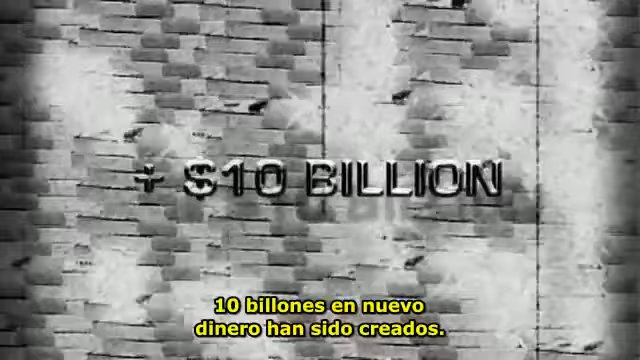 + $10 BILLION
10 billones en nuevo
dinero han sido creados.